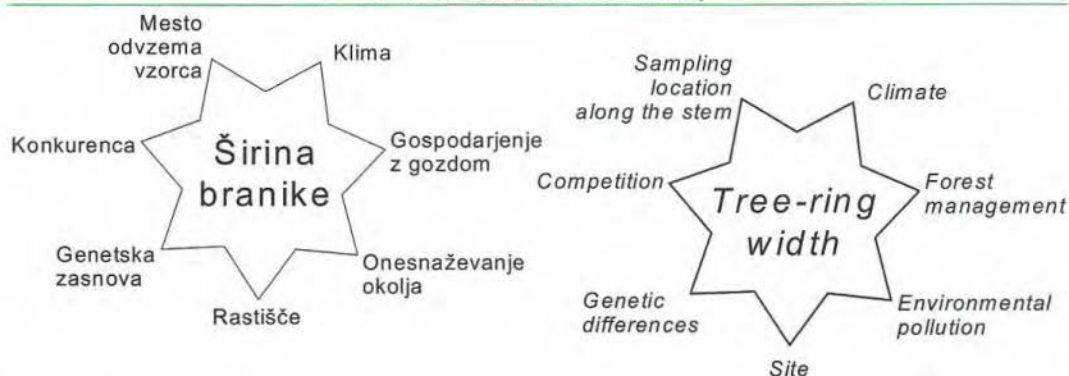 Mesto
odvzema
vzorca
Klima
Konkurenca
Širina
branike
Gospodarjenje
z gozdom
Genetska
zasnova
Onesnaževanje
okolja
Rastišče
Sampling
location
along the stem
Climate
Competition
Tree-ring
width
Forest
management
Genetic
differences
Environmental
pollution
Site